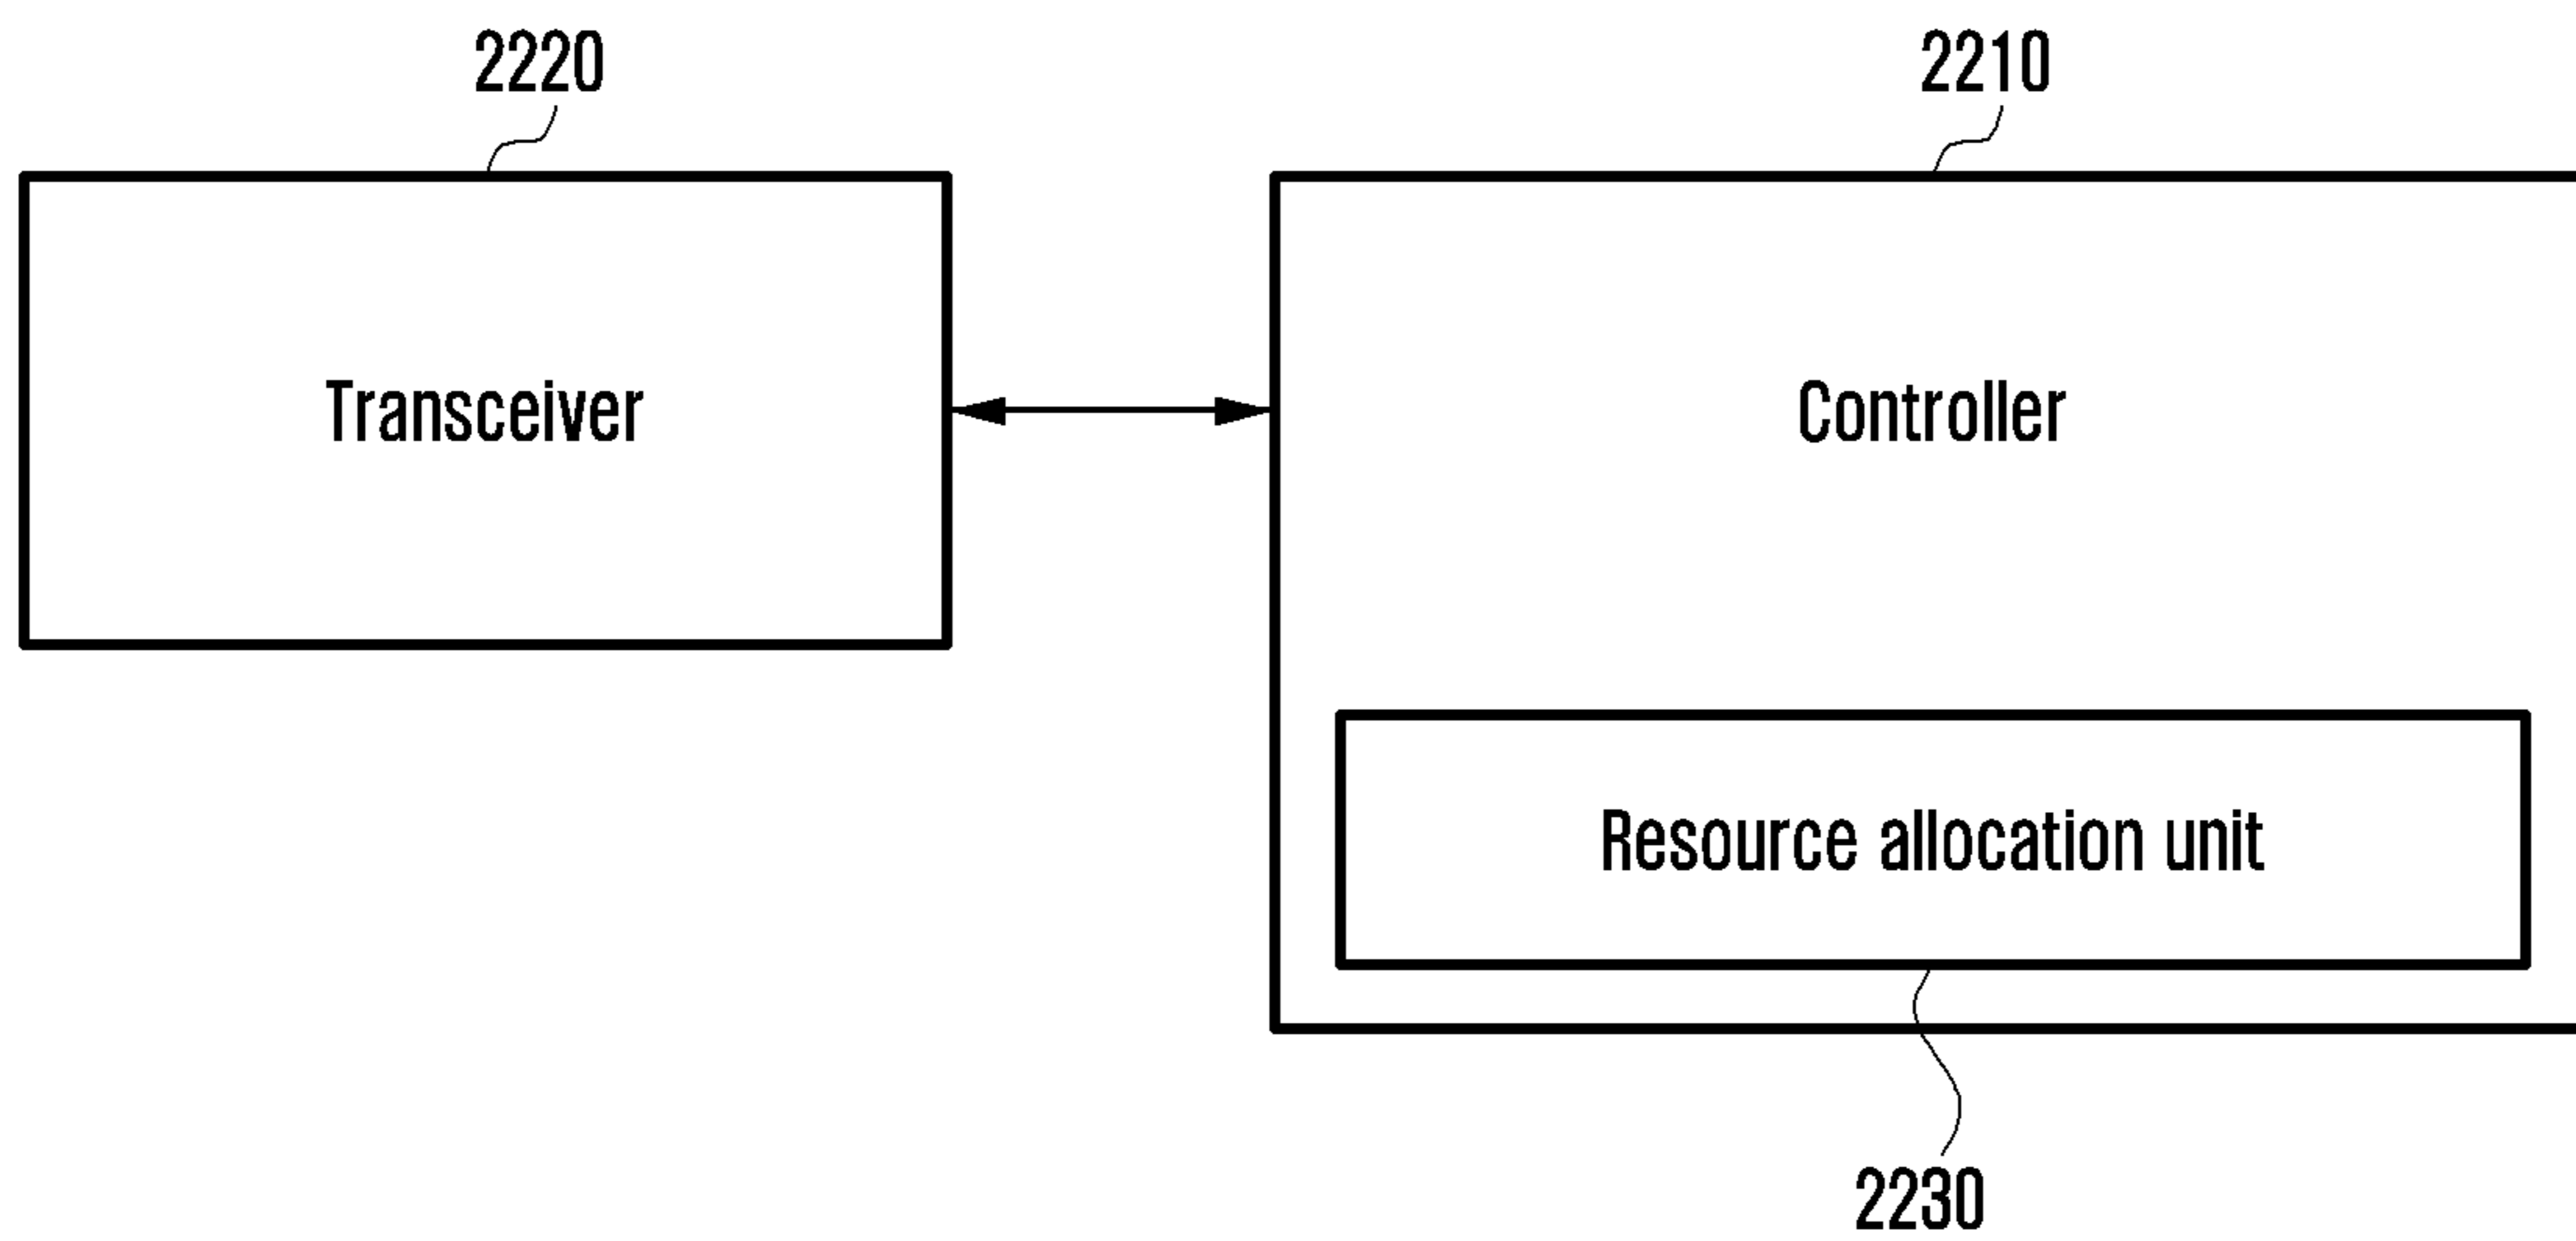 2220
2210
Transceiver
Controller
Resource allocation unit
2230